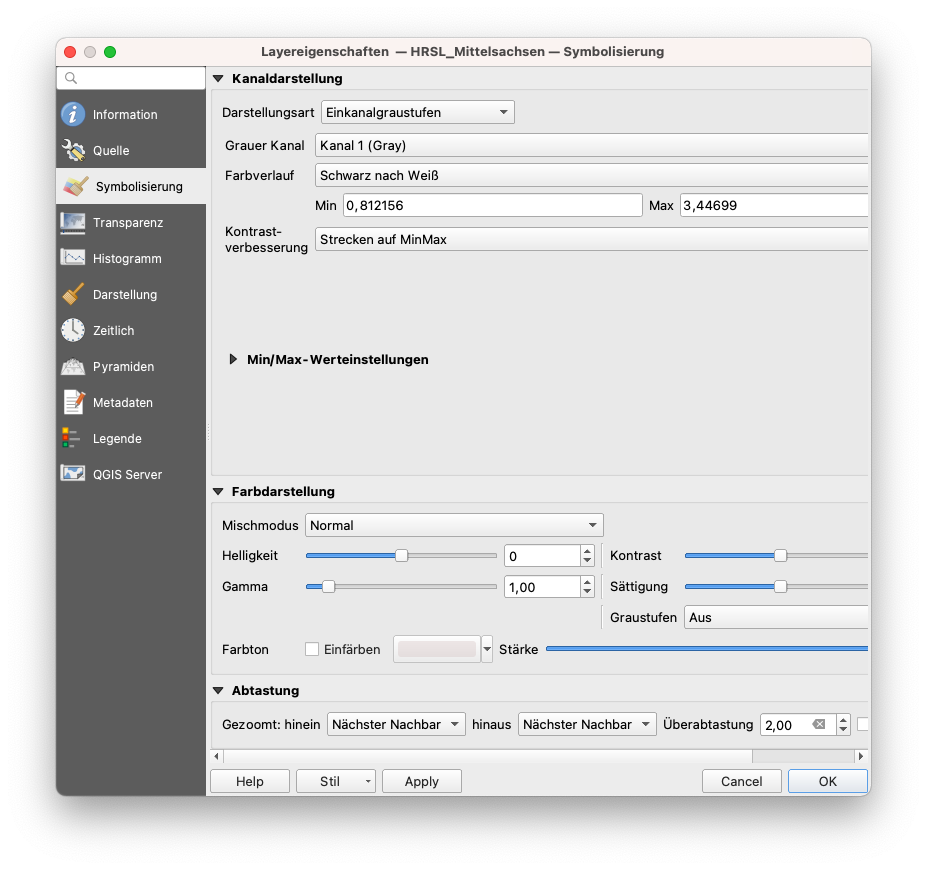 Layereigenschaften — HRSL_Mittelsachsen — Symbolisierung
Information
Quelle
Symbolisierung
Transparenz
Histogramm
Darstellung
Zeitlich
Pyramiden
Metadaten
Legende
QGIS Server
Kanaldarstellung
Darstellungsart Einkanalgraustufen
Grauer Kanal Kanal 1 (Gray)
Farbverlauf Schwarz nach Weiß
Min 0,812156 Max 3,44699
Kontrast-
verbesserung Strecken auf MinMax
Min/Max-Werteinstellungen
Farbdarstellung
Mischmodus Normal
Helligkeit 0 Kontrast
Gamma 1,00 Sättigung
Graustufen Aus
Farbton Einfärben Stärke
Abtastung
Gezoomt: hinein Nächster Nachbar hinaus Nächster Nachbar Überabtastung 2,00
Help Stil Apply Cancel OK